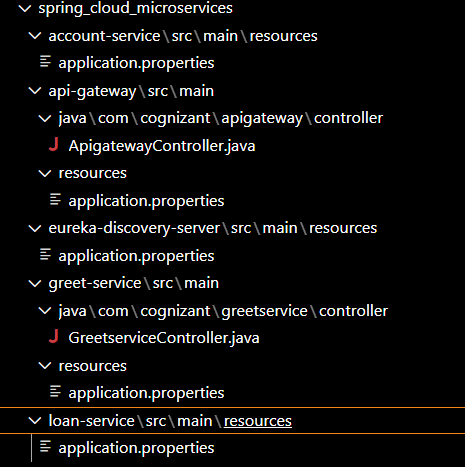 spring_cloud_microservices
account-service\src\main\resources
application.properties
api-gateway\src\main
java\com\cognizant\apigateway\controller
J ApigatewayController.java
resources
application.properties
eureka-discovery-server\src\main\resources
application.properties
greet-service\src\main
java\com\cognizant\greetservice\controller
J GreetserviceController.java
resources
application.properties
loan-service\src\main\resources
application.properties